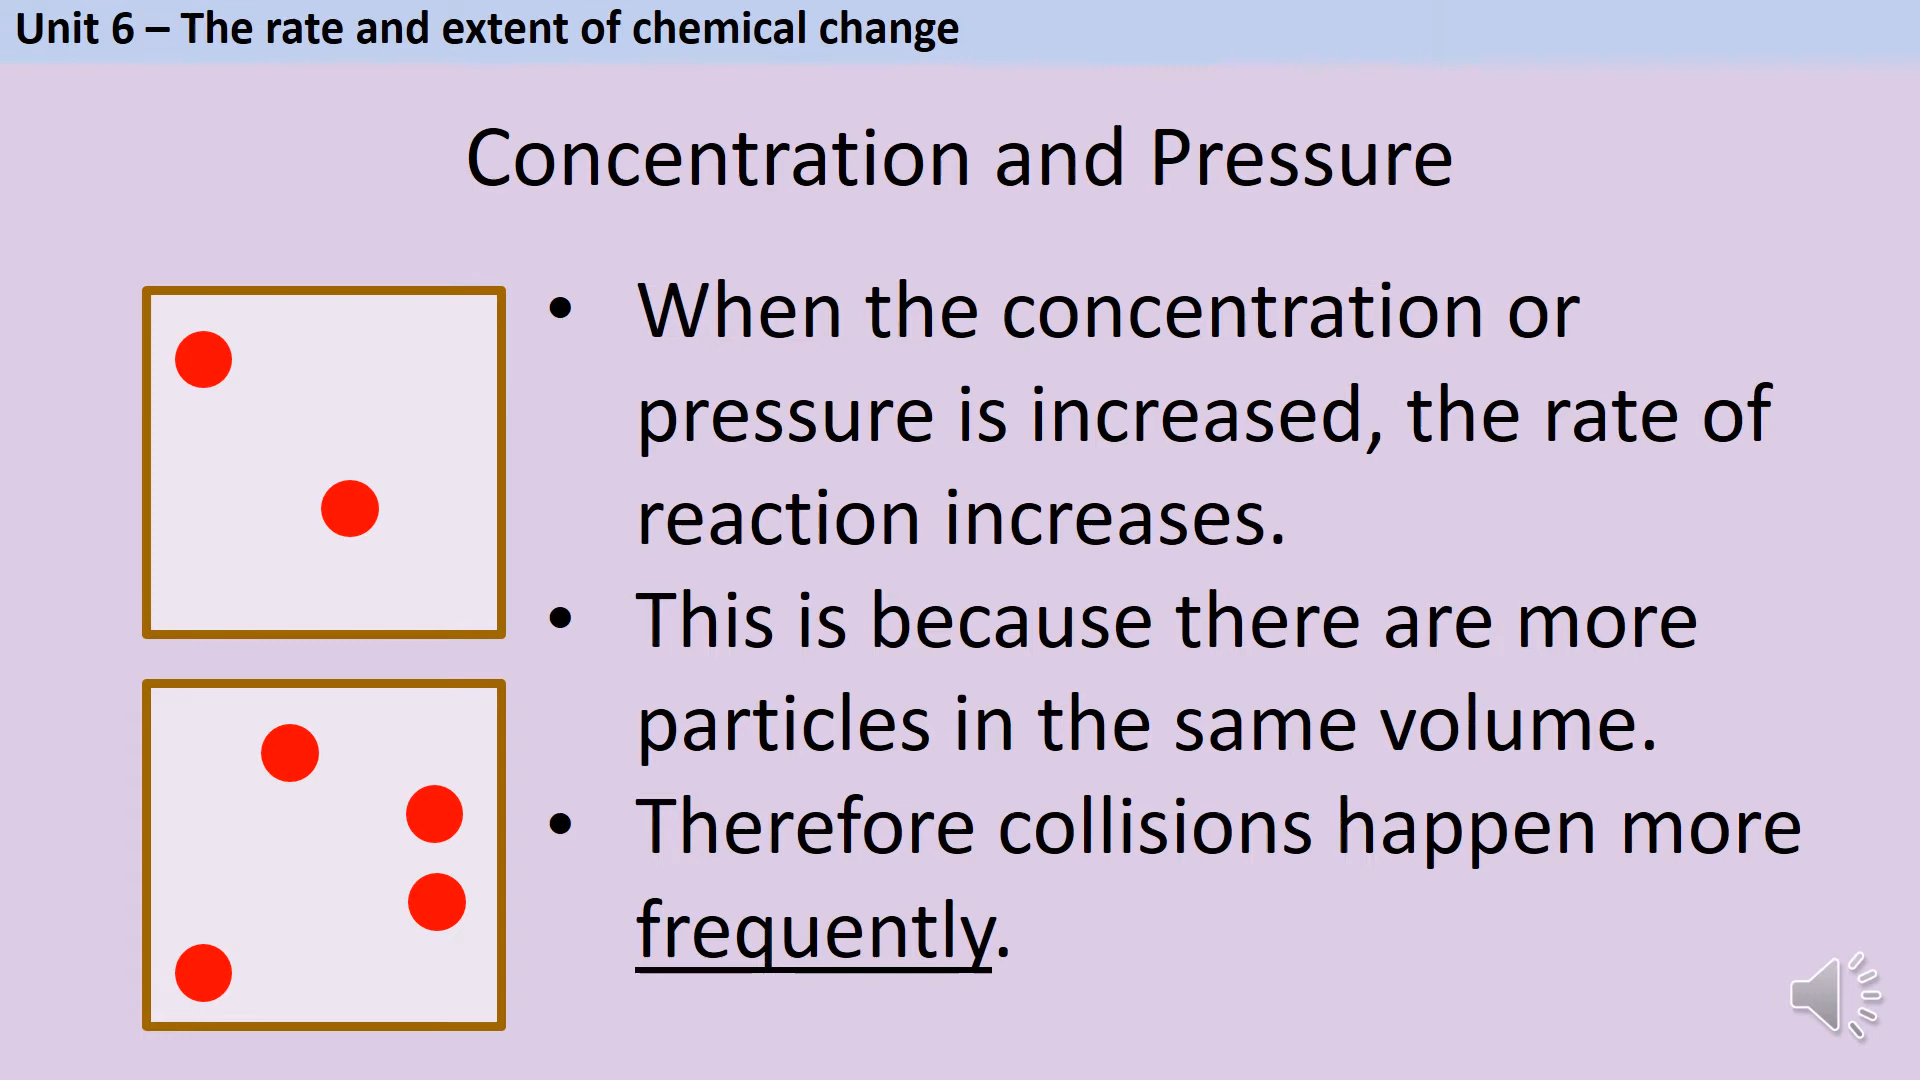 Unit 6 – The rate and extent of chemical change
Concentration and Pressure
• When the concentration or
pressure is increased, the rate of
reaction increases.
• This is because there are more
particles in the same volume.
• Therefore collisions happen more
frequently.